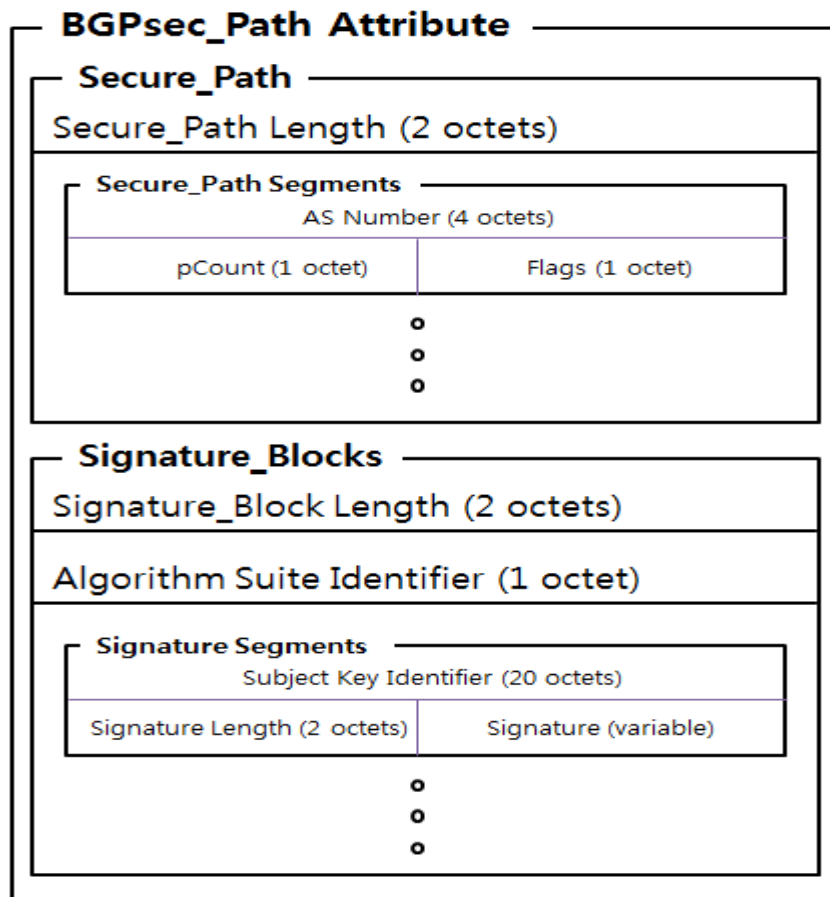 BGPsec_Path Attribute
Secure_Path
Secure_Path Length (2 octets)
Secure_Path Segments
AS Number (4 octets)
pCount (1 octet)
Flags (1 octet)
Signature_Blocks
Signature_Block Length (2 octets)
Algorithm Suite Identifier (1 octet)
Signature Segments
Subject Key Identifier (20 octets)
Signature Length (2 octets)
Signature (variable)